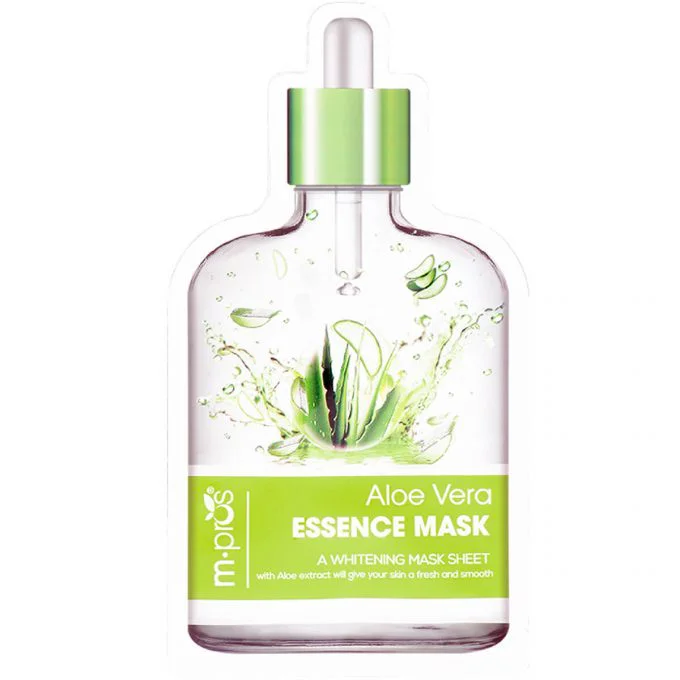 m·pros
Aloe Vera
ESSENCE MASK
A WHITENING MASK SHEET
with Aloe extract will give your skin a fresh and smooth